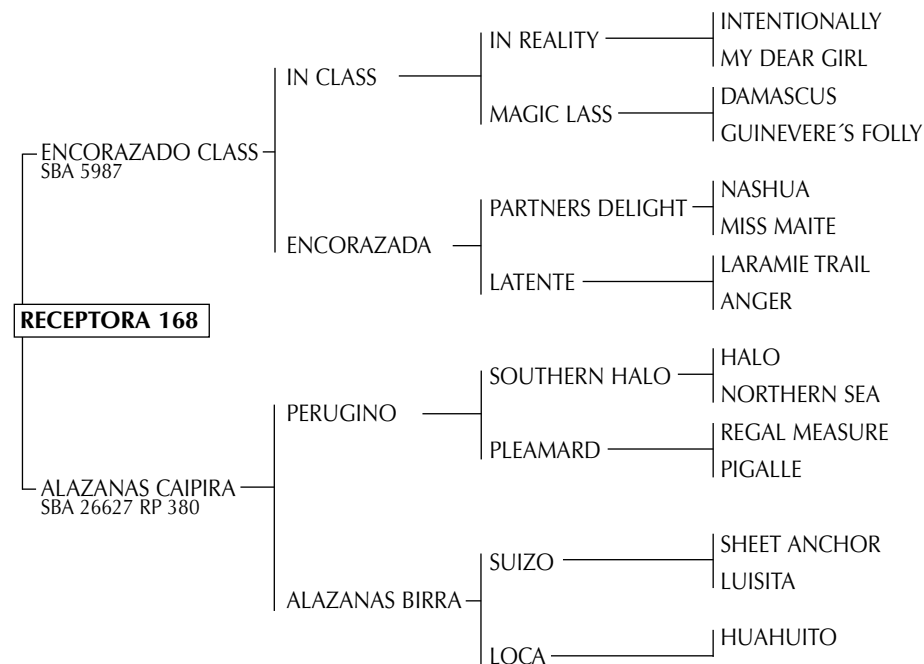 INTENTIONALLY
IN REALITY
MY DEAR GIRL
IN CLASS
DAMASCUS
MAGIC LASS
GUINEVERE´S FOLLY
ENCORAZADO CLASS
SBA 5987
NASHUA
PARTNERS DELIGHT
MISS MAITE
ENCORAZADA
LARAMIE TRAIL
LATENTE
ANGER
RECEPTORA 168
HALO
SOUTHERN HALO
NORTHERN SEA
PERUGINO
REGAL MEASURE
PLEAMARD
PIGALLE
ALAZANAS CAIPIRA
SBA 26627 RP 380
SHEET ANCHOR
SUIZO
LUISITA
ALAZANAS BIRRA
HUAHUITO
LOCA